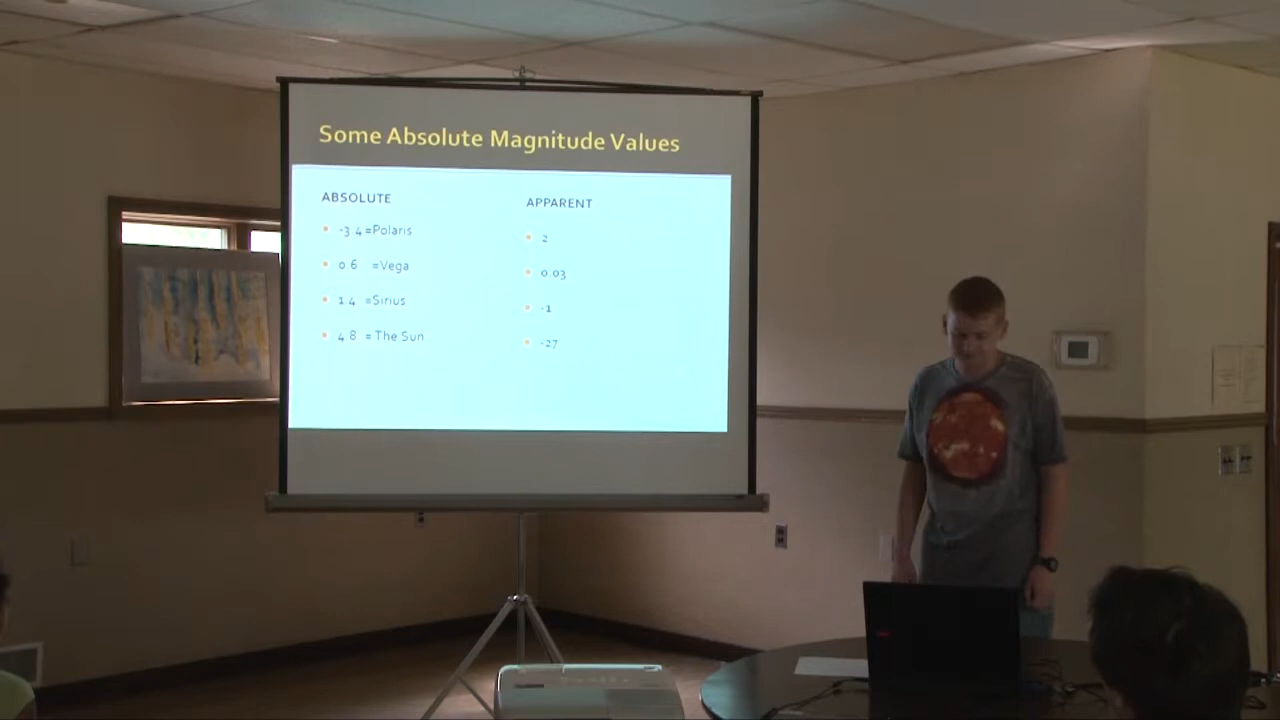 Some Absolute Magnitude Values
ABSOLUTE
-3.4 =Polaris
0.6 =Vega
1.4 =Sirius
4.8 = The Sun
APPARENT
2
0.03
-1
-27